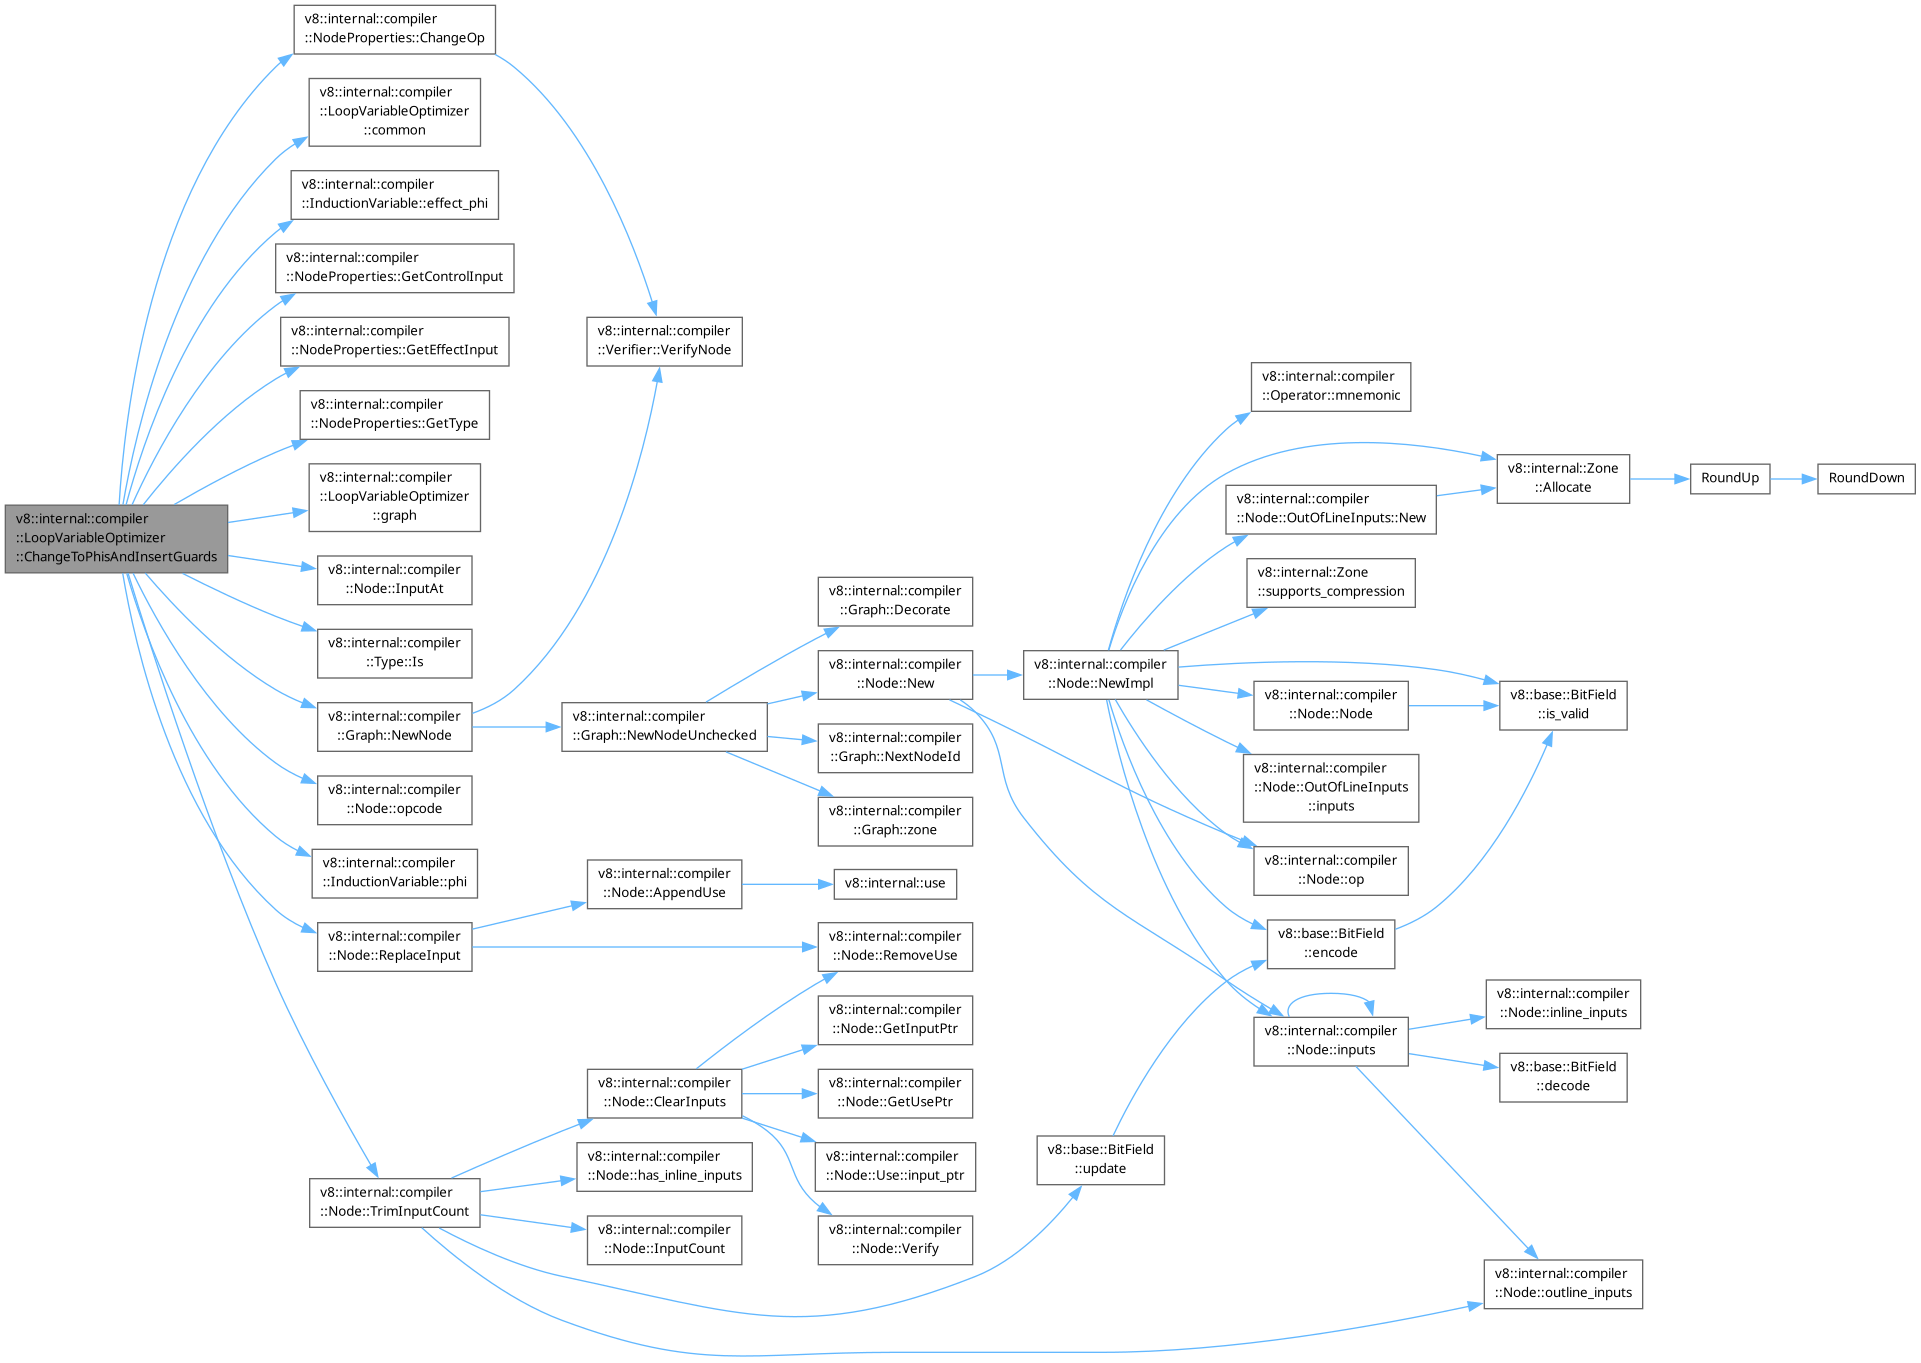 v8::internal::compiler
::LoopVariableOptimizer
::ChangeToPhisAndInsertGuards
v8::internal::compiler
::NodeProperties::ChangeOp
v8::internal::compiler
::LoopVariableOptimizer
::common
v8::internal::compiler
::InductionVariable::effect_phi
v8::internal::compiler
::NodeProperties::GetControlInput
v8::internal::compiler
::NodeProperties::GetEffectInput
v8::internal::compiler
::NodeProperties::GetType
v8::internal::compiler
::LoopVariableOptimizer
::graph
v8::internal::compiler
::Node::InputAt
v8::internal::compiler
::Type::Is
v8::internal::compiler
::Graph::NewNode
v8::internal::compiler
::Node::opcode
v8::internal::compiler
::InductionVariable::phi
v8::internal::compiler
::Node::ReplaceInput
v8::internal::compiler
::Node::TrimInputCount
v8::internal::compiler
::Verifier::VerifyNode
v8::internal::compiler
::Graph::NewNodeUnchecked
v8::internal::compiler
::Node::AppendUse
v8::internal::compiler
::Node::ClearInputs
v8::internal::compiler
::Node::has_inline_inputs
v8::internal::compiler
::Node::InputCount
v8::internal::compiler
::Graph::Decorate
v8::internal::compiler
::Node::New
v8::internal::compiler
::Graph::NextNodeId
v8::internal::compiler
::Graph::zone
v8::internal::use
v8::internal::compiler
::Node::RemoveUse
v8::internal::compiler
::Node::GetInputPtr
v8::internal::compiler
::Node::GetUsePtr
v8::internal::compiler
::Node::Use::input_ptr
v8::internal::compiler
::Node::Verify
v8::internal::compiler
::Node::NewImpl
v8::base::BitField
::update
v8::internal::compiler
::Operator::mnemonic
v8::internal::compiler
::Node::OutOfLineInputs::New
v8::internal::Zone
::supports_compression
v8::internal::compiler
::Node::Node
v8::internal::compiler
::Node::OutOfLineInputs
::inputs
v8::internal::compiler
::Node::op
v8::base::BitField
::encode
v8::internal::compiler
::Node::inputs
v8::internal::Zone
::Allocate
v8::base::BitField
::is_valid
v8::internal::compiler
::Node::inline_inputs
v8::base::BitField
::decode
v8::internal::compiler
::Node::outline_inputs
RoundUp
RoundDown